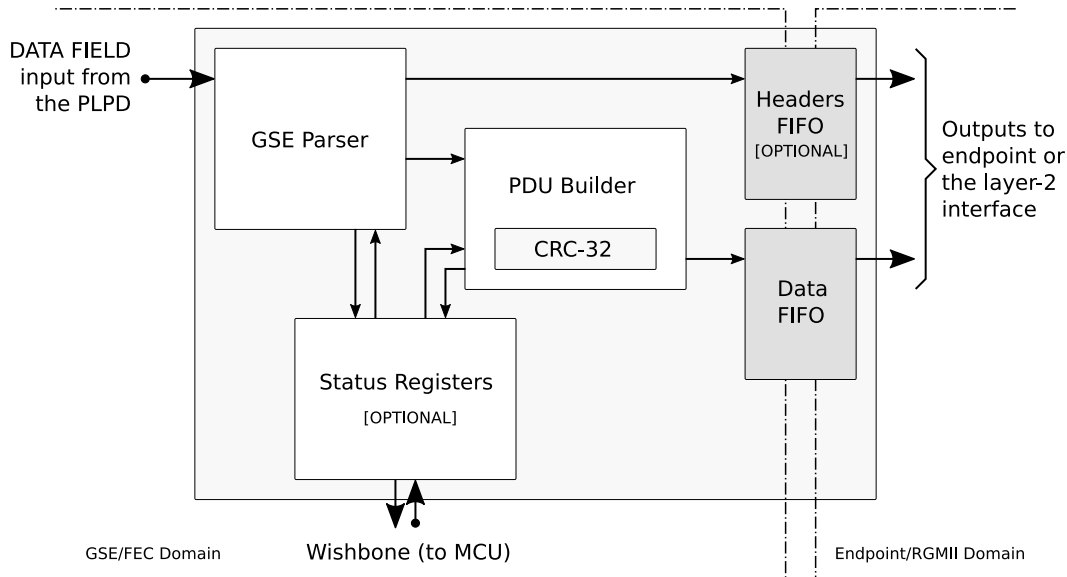 DATA FIELD
input from
the PLPD
GSE Parser
Headers
FIFO
[OPTIONAL]
Outputs to
endpoint or
the layer-2
interface
PDU Builder
CRC-32
Data
FIFO
Status Registers
[OPTIONAL]
Wishbone (to MCU)
GSE/FEC Domain
Endpoint/RGMII Domain